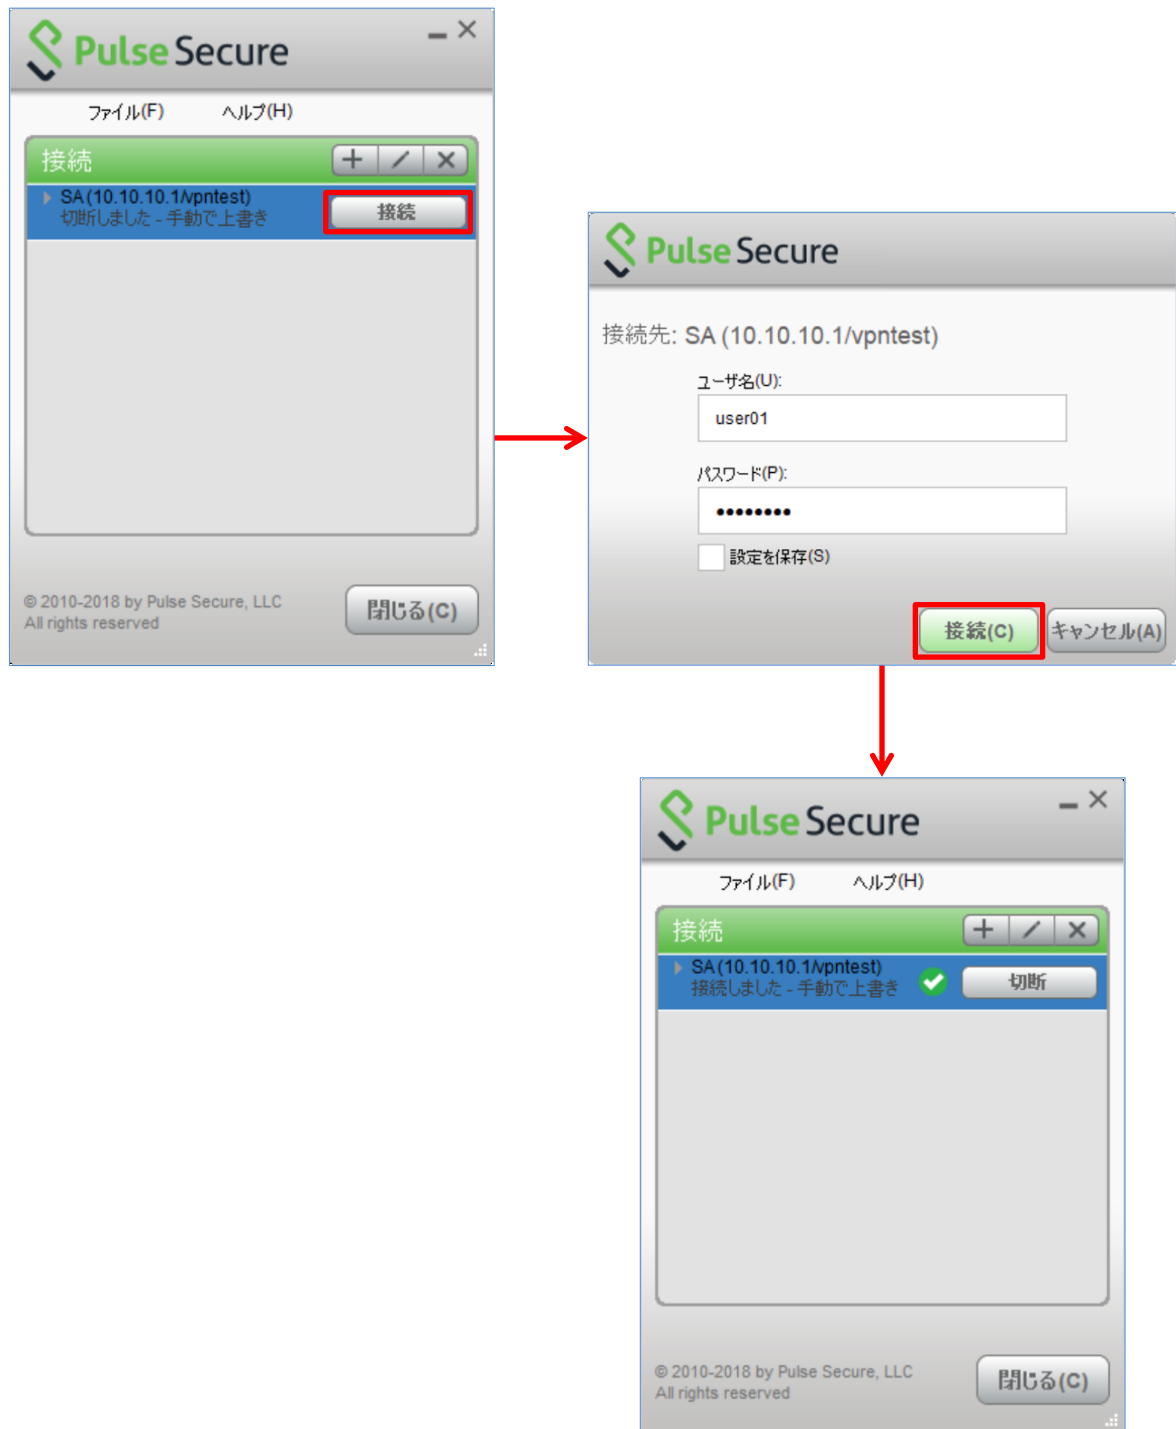 Pulse Secure
ファイル(F) ヘルプ(H)
接続
SA (10.10.10.1/vpntest)
切断しました - 手動で上書き
接続
© 2010-2018 by Pulse Secure, LLC
All rights reserved
閉じる(C)
Pulse Secure
接続先: SA (10.10.10.1/vpntest)
ユーザ名(U):
user01
パスワード(P):
••••••••
設定を保存(S)
接続(C) キャンセル(A)
Pulse Secure
ファイル(F) ヘルプ(H)
接続
SA (10.10.10.1/vpntest)
接続しました - 手動で上書き
切断
© 2010-2018 by Pulse Secure, LLC
All rights reserved
閉じる(C)